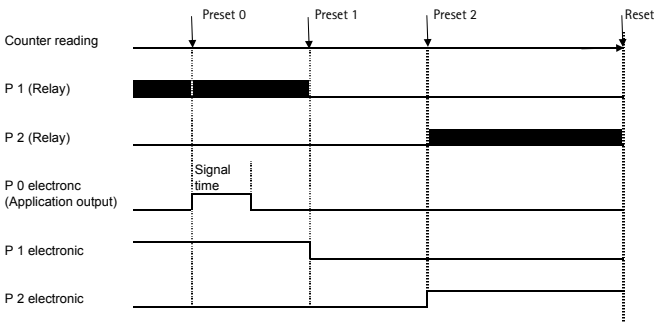 Preset 0 Preset 1 Preset 2 Reset
Counter reading
P 1 (Relay)
P 2 (Relay)
Signal
time
P 0 electronc
(Application output)
P 1 electronic
P 2 electronic